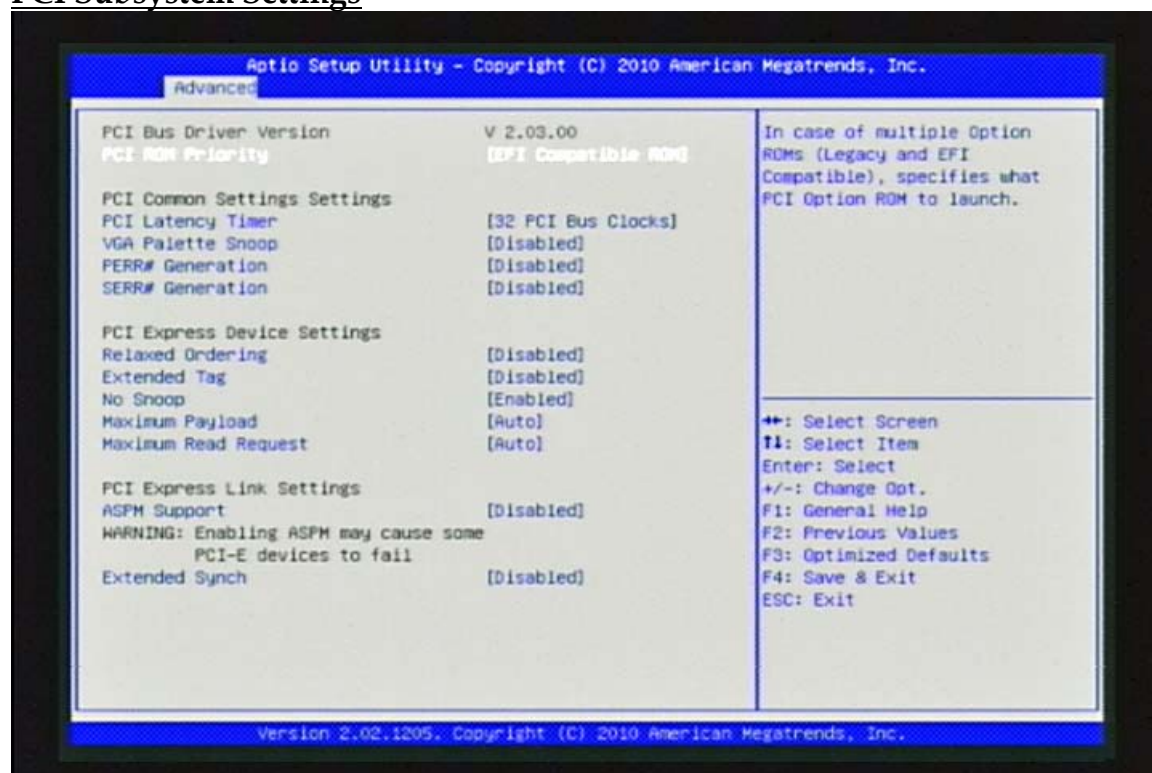 PCI Subsystem Settings
Aptio Setup Utility - Copyright (C) 2010 American Megatrends, Inc.
Advanced
PCI Bus Driver Version V 2.03.00
PCI ROM Priority [EFI Compatible ROM]
PCI Common Settings Settings
PCI Latency Timer [32 PCI Bus Clocks]
VGA Palette Snoop [Disabled]
PERR# Generation [Disabled]
SERR# Generation [Disabled]
PCI Express Device Settings
Relaxed Ordering [Disabled]
Extended Tag [Disabled]
No Snoop [Enabled]
Maximum Payload [Auto]
Maximum Read Request [Auto]
PCI Express Link Settings
ASPM Support [Disabled]
WARNING: Enabling ASPM may cause some
PCI-E devices to fail
Extended Synch [Disabled]
In case of multiple Option
ROMs (Legacy and EFI
Compatible), specifies what
PCI Option ROM to launch.
→←: Select Screen
↑↓: Select Item
Enter: Select
+/-: Change Opt.
F1: General Help
F2: Previous Values
F3: Optimized Defaults
F4: Save & Exit
ESC: Exit
Version 2.02.1205. Copyright (C) 2010 American Megatrends, Inc.